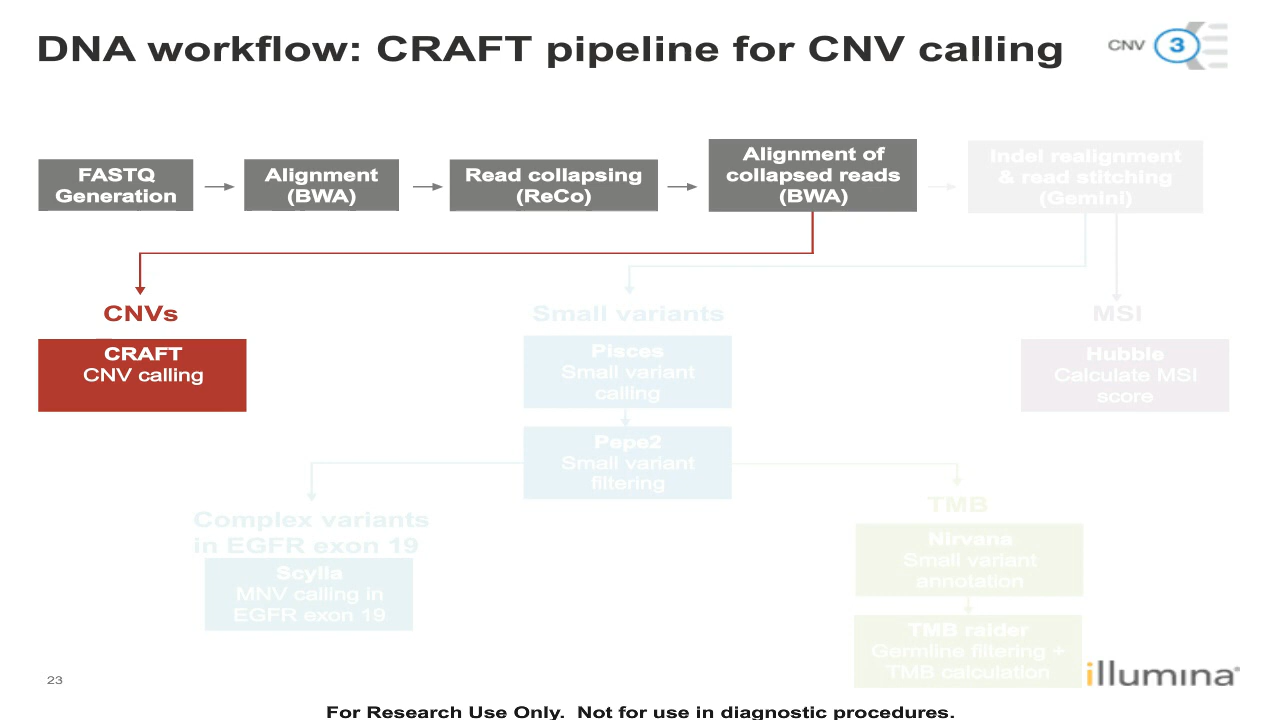 DNA workflow: CRAFT pipeline for CNV calling
CNV 3
FASTQ
Generation
Alignment
(BWA)
Read collapsing
(ReCo)
Alignment of
collapsed reads
(BWA)
Indel realignment
& read stitching
(Gemini)
CNVs
CRAFT
CNV calling
Small variants
Pisces
Small variant
calling
MSI
Hubble
Calculate MSI
score
Pepe2
Small variant
filtering
Complex variants
in EGFR exon 19
Scylla
MNV calling in
EGFR exon 19
TMB
Nirvana
Small variant
annotation
TMB raider
Germline filtering +
TMB calculation
23
illumina®
For Research Use Only. Not for use in diagnostic procedures.